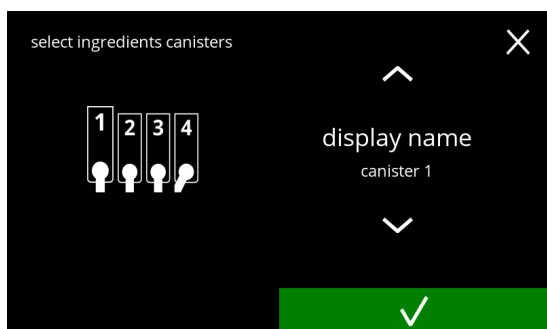 select ingredients canisters
1 2 3 4
display name
canister 1